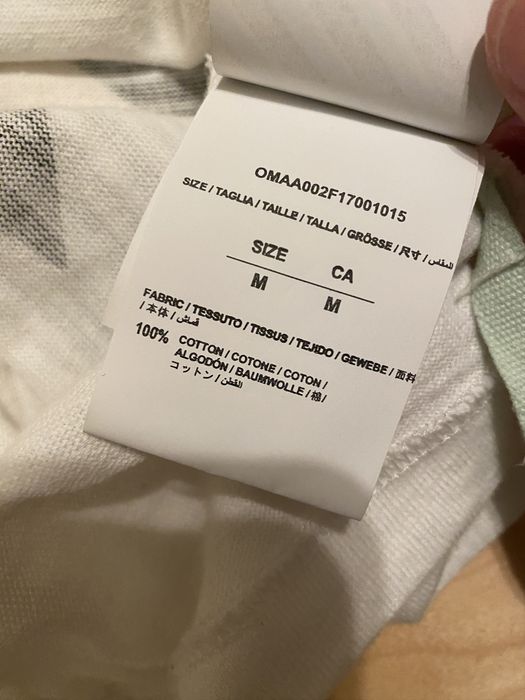 OMAA002F17001015
SIZE / TAGLIA / TAILLE / TALLA / GRÖSSE / 尺寸 / المقاس
SIZE CA
M M
FABRIC / TESSUTO / TISSUS / TEJIDO / GEWEBE / 面料
/ 本体 / قماش /
100% COTTON / COTONE / COTON /
ALGODÓN / BAUMWOLLE / 棉 /
コットン / القطن /